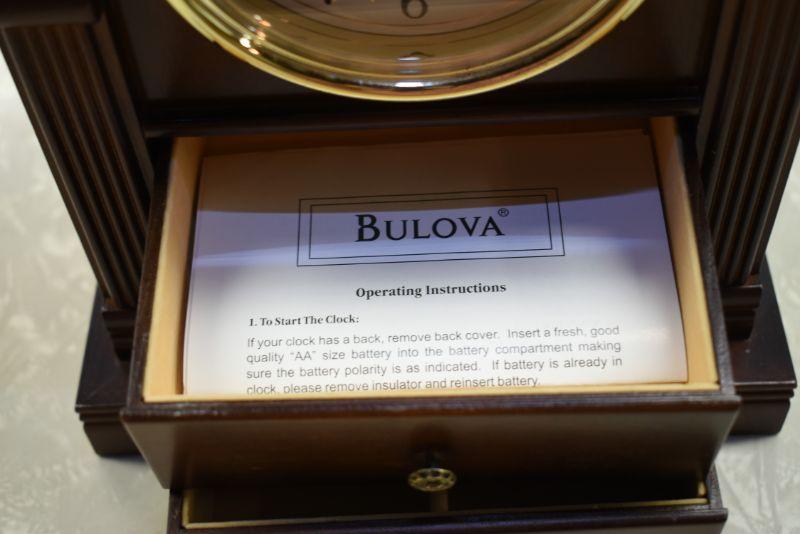 6
BULOVA®
Operating Instructions
1. To Start The Clock:
If your clock has a back, remove back cover. Insert a fresh, good
quality "AA" size battery into the battery compartment making
sure the battery polarity is as indicated. If battery is already in
clock, please remove insulator and reinsert battery.